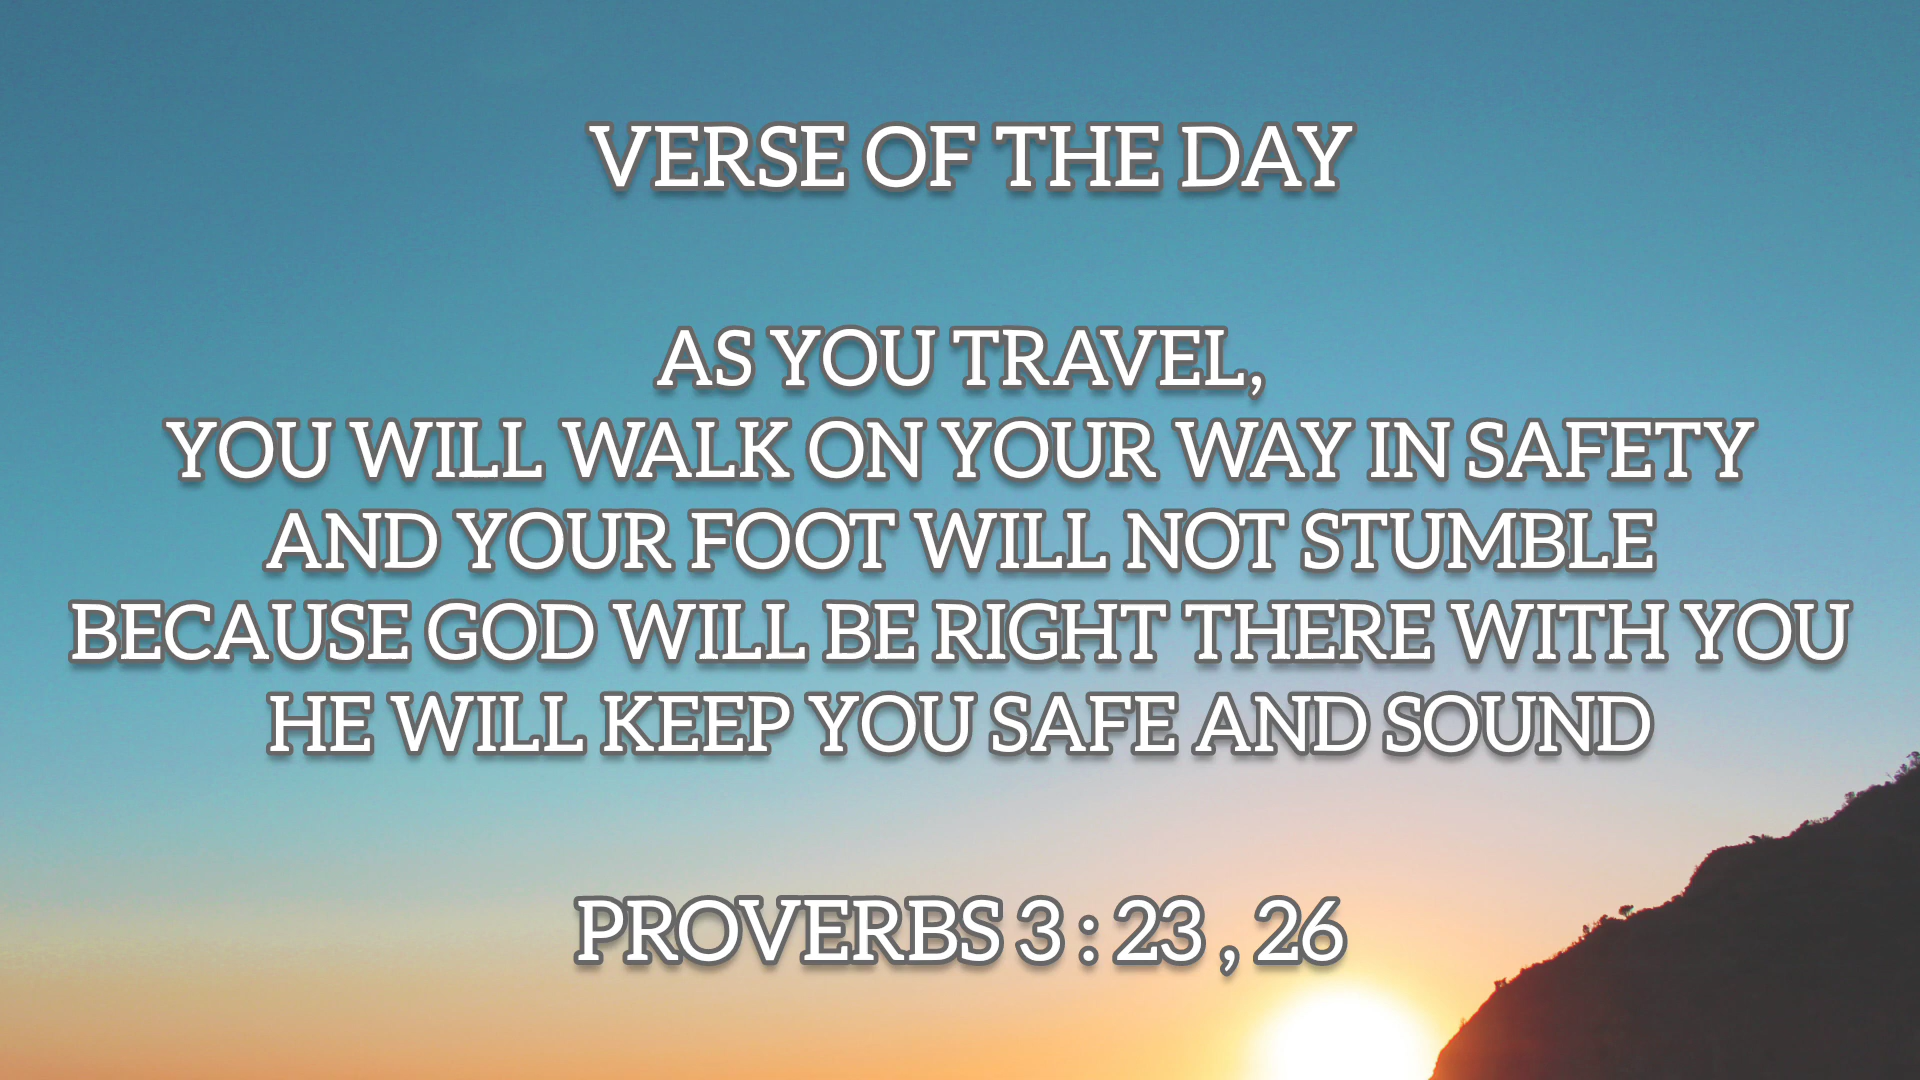 VERSE OF THE DAY
AS YOU TRAVEL,
YOU WILL WALK ON YOUR WAY IN SAFETY
AND YOUR FOOT WILL NOT STUMBLE
BECAUSE GOD WILL BE RIGHT THERE WITH YOU
HE WILL KEEP YOU SAFE AND SOUND
PROVERBS 3 : 23 , 26